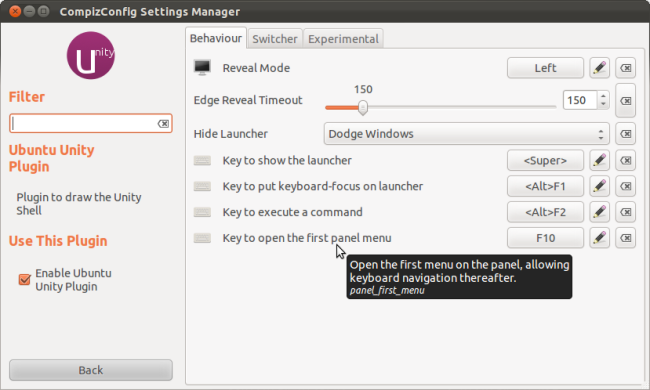 CompizConfig Settings Manager
Unity
Filter
Ubuntu Unity
Plugin
Plugin to draw the Unity
Shell
Use This Plugin
Enable Ubuntu
Unity Plugin
Back
Behaviour Switcher Experimental
Reveal Mode Left
150
Edge Reveal Timeout 150
Hide Launcher Dodge Windows
Key to show the launcher <Super>
Key to put keyboard-focus on launcher <Alt>F1
Key to execute a command <Alt>F2
Key to open the first panel menu F10
Open the first menu on the panel, allowing
keyboard navigation thereafter.
panel_first_menu